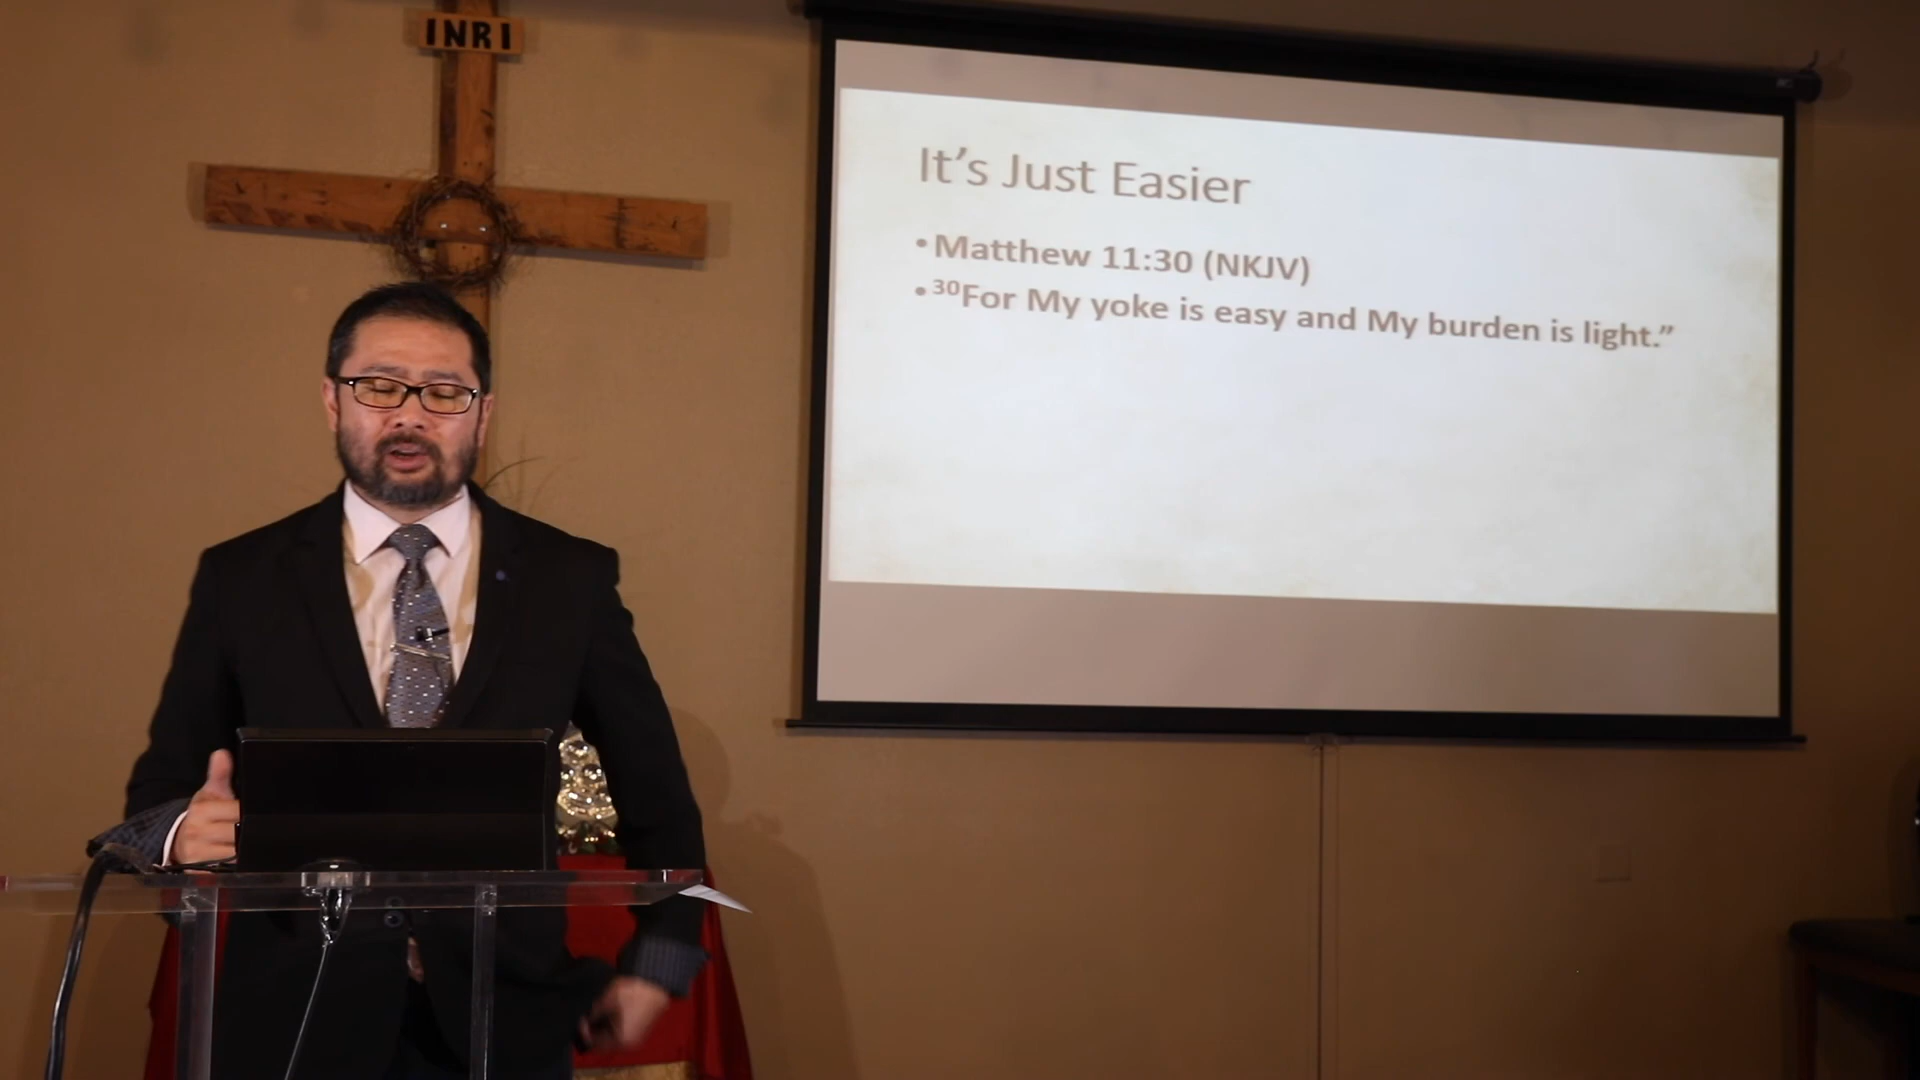 INRI
It’s Just Easier
• Matthew 11:30 (NKJV)
• ³⁰For My yoke is easy and My burden is light.”